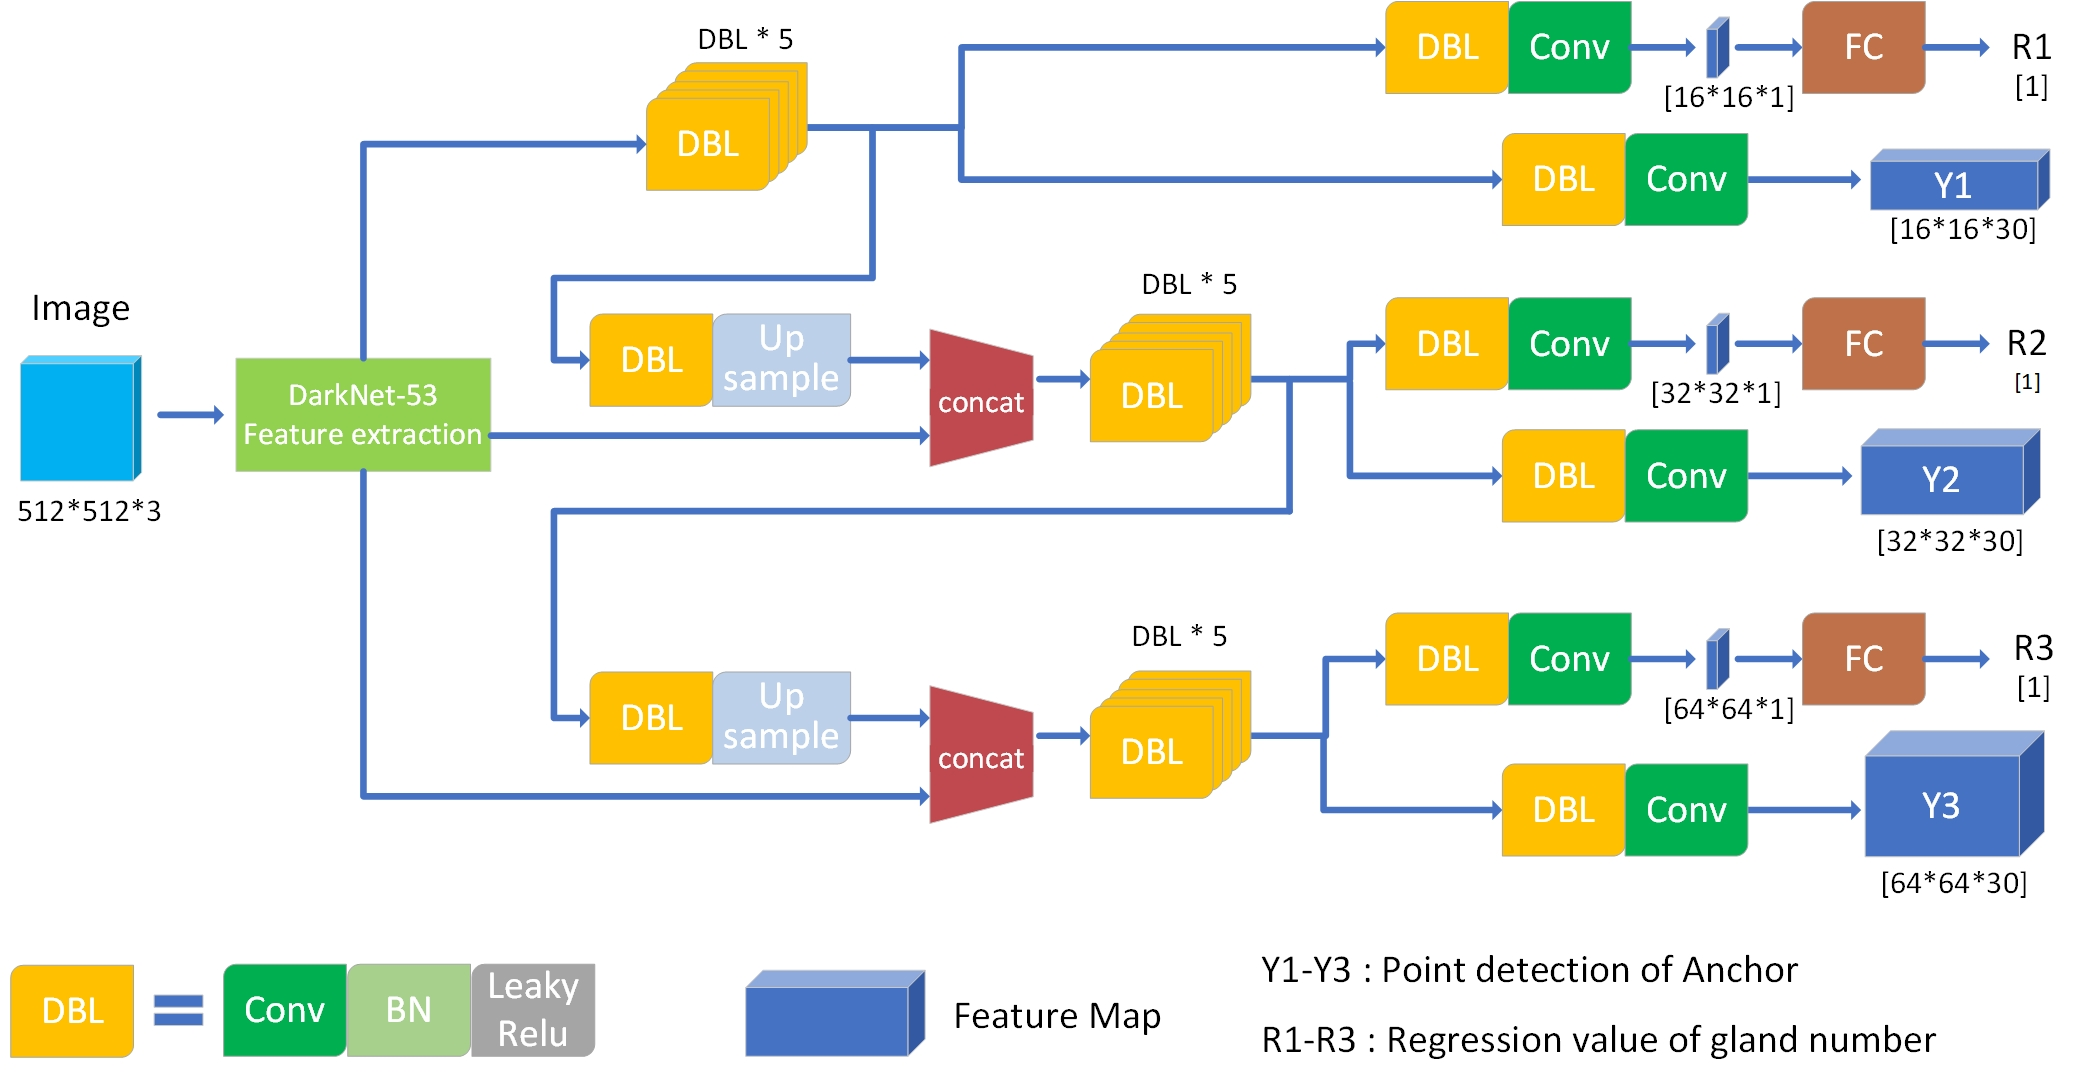 DBL * 5
DBL
DBL
Conv
[16*16*1]
FC
R1
[1]
DBL
Conv
Y1
[16*16*30]
Image
512*512*3
DarkNet-53
Feature extraction
DBL
Up
sample
concat
DBL * 5
DBL
DBL
Conv
[32*32*1]
FC
R2
[1]
DBL
Conv
Y2
[32*32*30]
DBL
Up
sample
concat
DBL * 5
DBL
DBL
Conv
[64*64*1]
FC
R3
[1]
DBL
Conv
Y3
[64*64*30]
DBL
Conv
BN
Leaky
Relu
Feature Map
Y1-Y3 : Point detection of Anchor
R1-R3 : Regression value of gland number